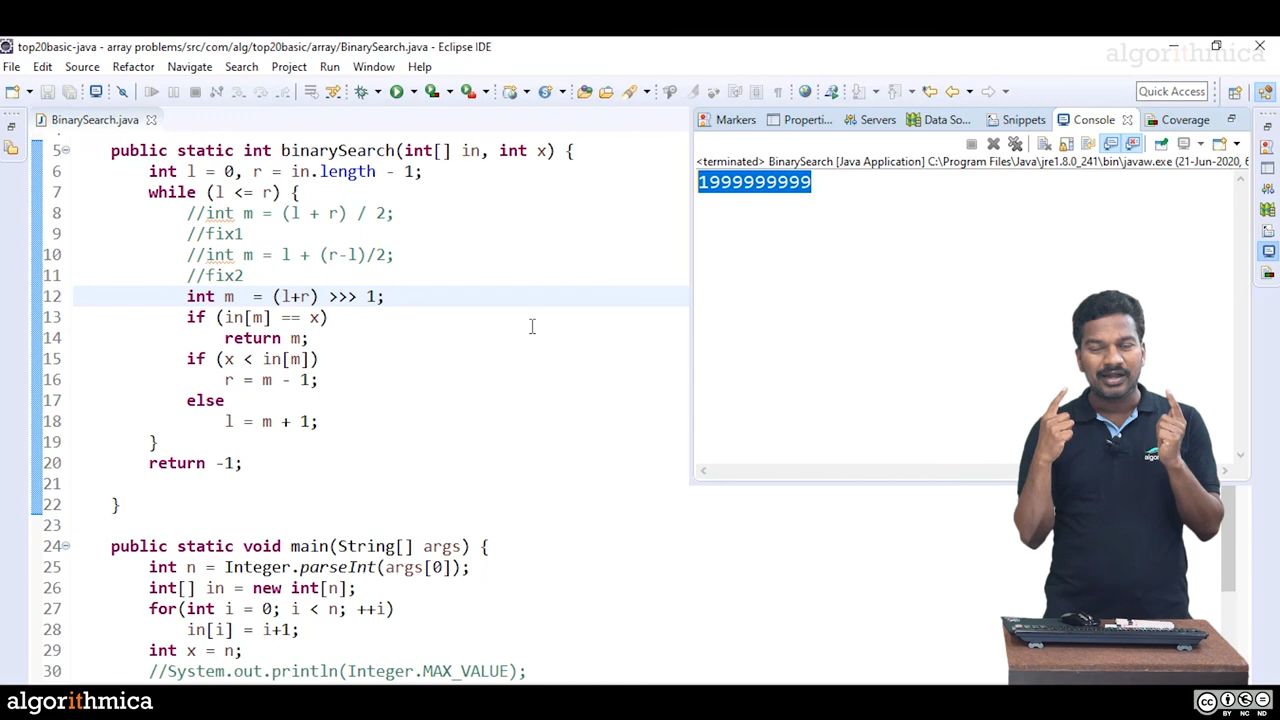 algorithmica
top20basic-java - array problems/src/com/alg/top20basic/array/BinarySearch.java - Eclipse IDE
File Edit Source Refactor Navigate Search Project Run Window Help
Quick Access
BinarySearch.java
Markers Properti... Servers Data So... Snippets Console Coverage
<terminated> BinarySearch [Java Application] C:\Program Files\Java\jre1.8.0_241\bin\javaw.exe (21-Jun-2020, 6
1999999999
5 public static int binarySearch(int[] in, int x) {
6 int l = 0, r = in.length - 1;
7 while (l <= r) {
8 //int m = (l + r) / 2;
9 //fix1
10 //int m = l + (r-l)/2;
11 //fix2
12 int m  = (l+r) >>> 1;
13 if (in[m] == x)
14 return m;
15 if (x < in[m])
16 r = m - 1;
17 else
18 l = m + 1;
19 }
20 return -1;
21
22 }
23
24 public static void main(String[] args) {
25 int n = Integer.parseInt(args[0]);
26 int[] in = new int[n];
27 for(int i = 0; i < n; ++i)
28 in[i] = i+1;
29 int x = n;
30 //System.out.println(Integer.MAX_VALUE);
algor
algorithmica
cc BY NC ND